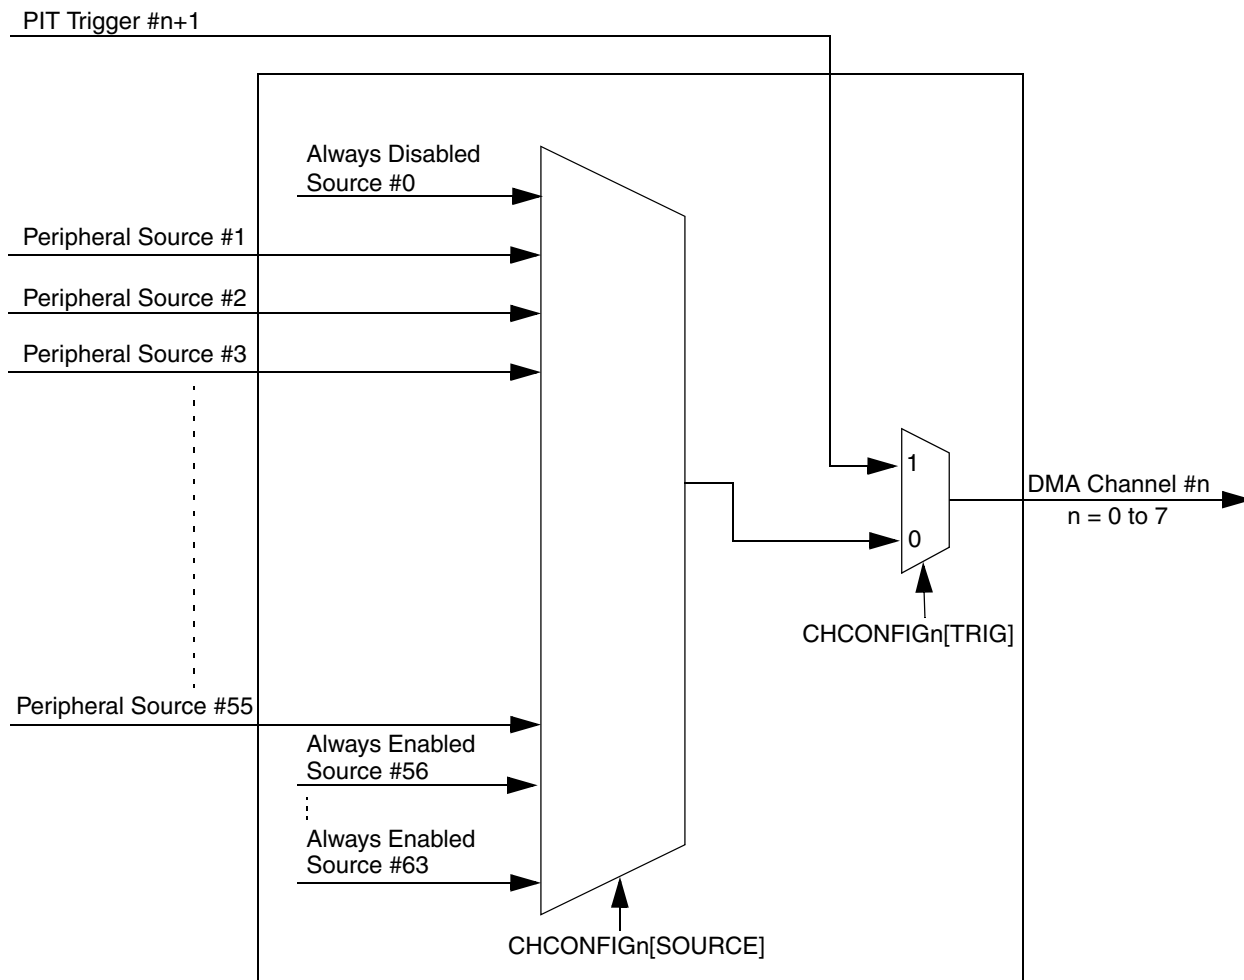 PIT Trigger #n+1
Always Disabled
Source #0
Peripheral Source #1
Peripheral Source #2
Peripheral Source #3
1
DMA Channel #n
n = 0 to 7
0
CHCONFIGn[TRIG]
Peripheral Source #55
Always Enabled
Source #56
Always Enabled
Source #63
CHCONFIGn[SOURCE]